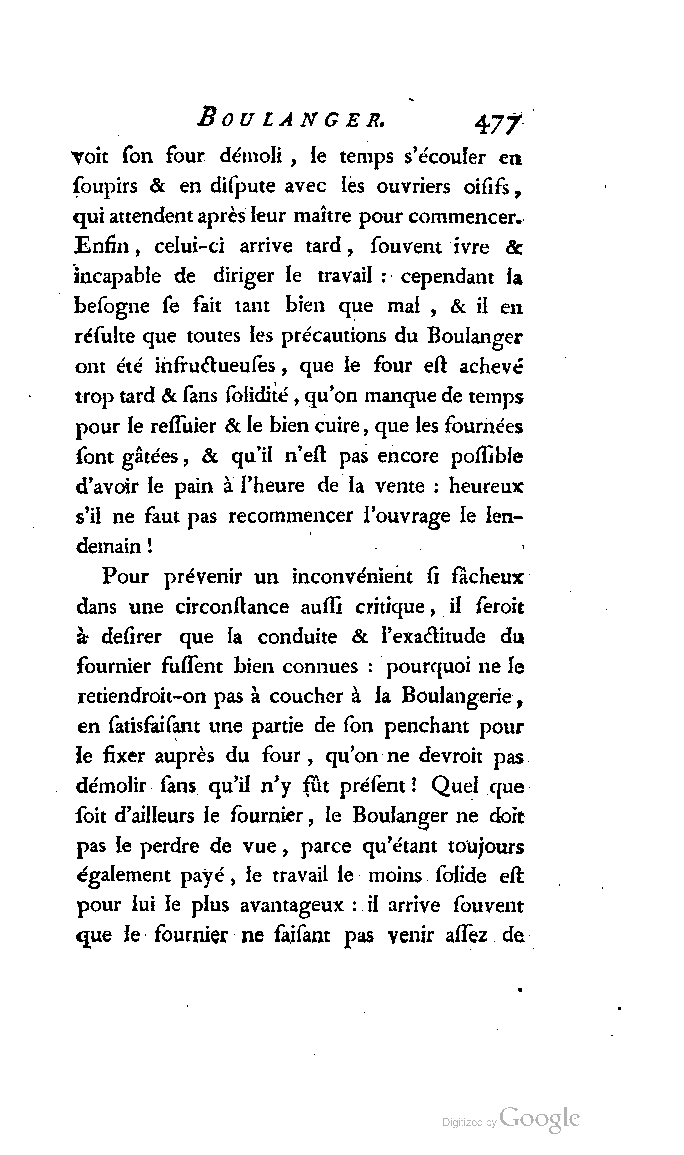 BOULANGER. 477
voit ſon four démoli, le temps s'écouler en
ſoupirs & en diſpute avec les ouvriers oiſifs,
qui attendent après leur maître pour commencer.
Enfin, celui-ci arrive tard, ſouvent ivre &
incapable de diriger le travail : cependant la
beſogne ſe fait tant bien que mal, & il en
réſulte que toutes les précautions du Boulanger
ont été infructueuſes, que le four eſt achevé
trop tard & ſans ſolidité, qu'on manque de temps
pour le reſſuier & le bien cuire, que les fournées
ſont gâtées, & qu'il n'eſt pas encore poſſible
d'avoir le pain à l'heure de la vente : heureux
s'il ne faut pas recommencer l'ouvrage le len-
demain !
Pour prévenir un inconvénient ſi fâcheux
dans une circonſtance auſſi critique, il ſeroit
à deſirer que la conduite & l'exactitude du
fournier fuſſent bien connues : pourquoi ne le
retiendroit-on pas à coucher à la Boulangerie,
en ſatisfaiſant une partie de ſon penchant pour
le fixer auprès du four, qu'on ne devroit pas
démolir ſans qu'il n'y fût préſent ! Quel que
ſoit d'ailleurs le fournier, le Boulanger ne doit
pas le perdre de vue, parce qu'étant toujours
également payé, le travail le moins ſolide eſt
pour lui le plus avantageux : il arrive ſouvent
que le fournier ne faiſant pas venir aſſez de
Digitized by Google